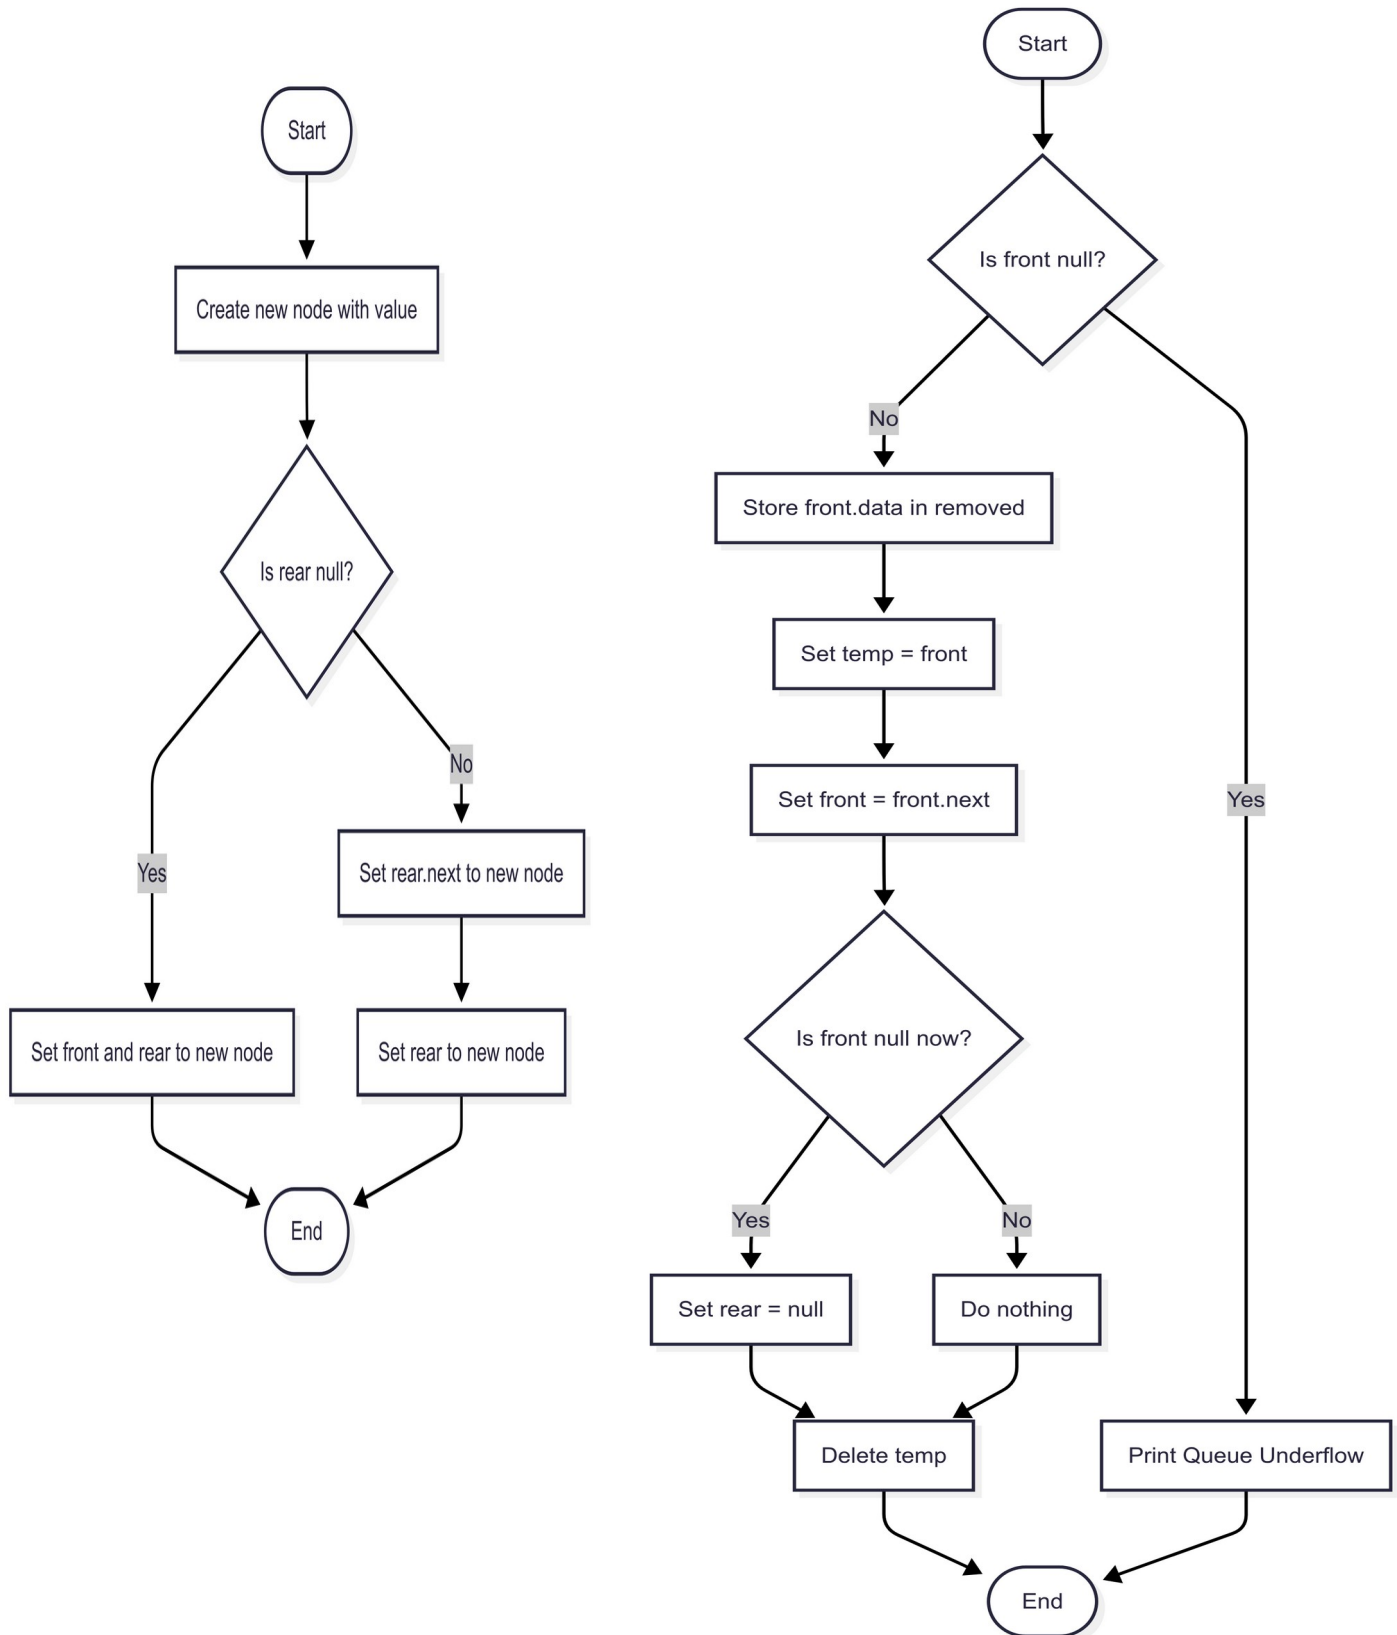 Start
Create new node with value
Is rear null?
No
Yes
Set rear.next to new node
Set front and rear to new node
Set rear to new node
End
Start
Is front null?
No
Store front.data in removed
Set temp = front
Set front = front.next
Yes
Is front null now?
Yes
No
Set rear = null
Do nothing
Delete temp
Print Queue Underflow
End